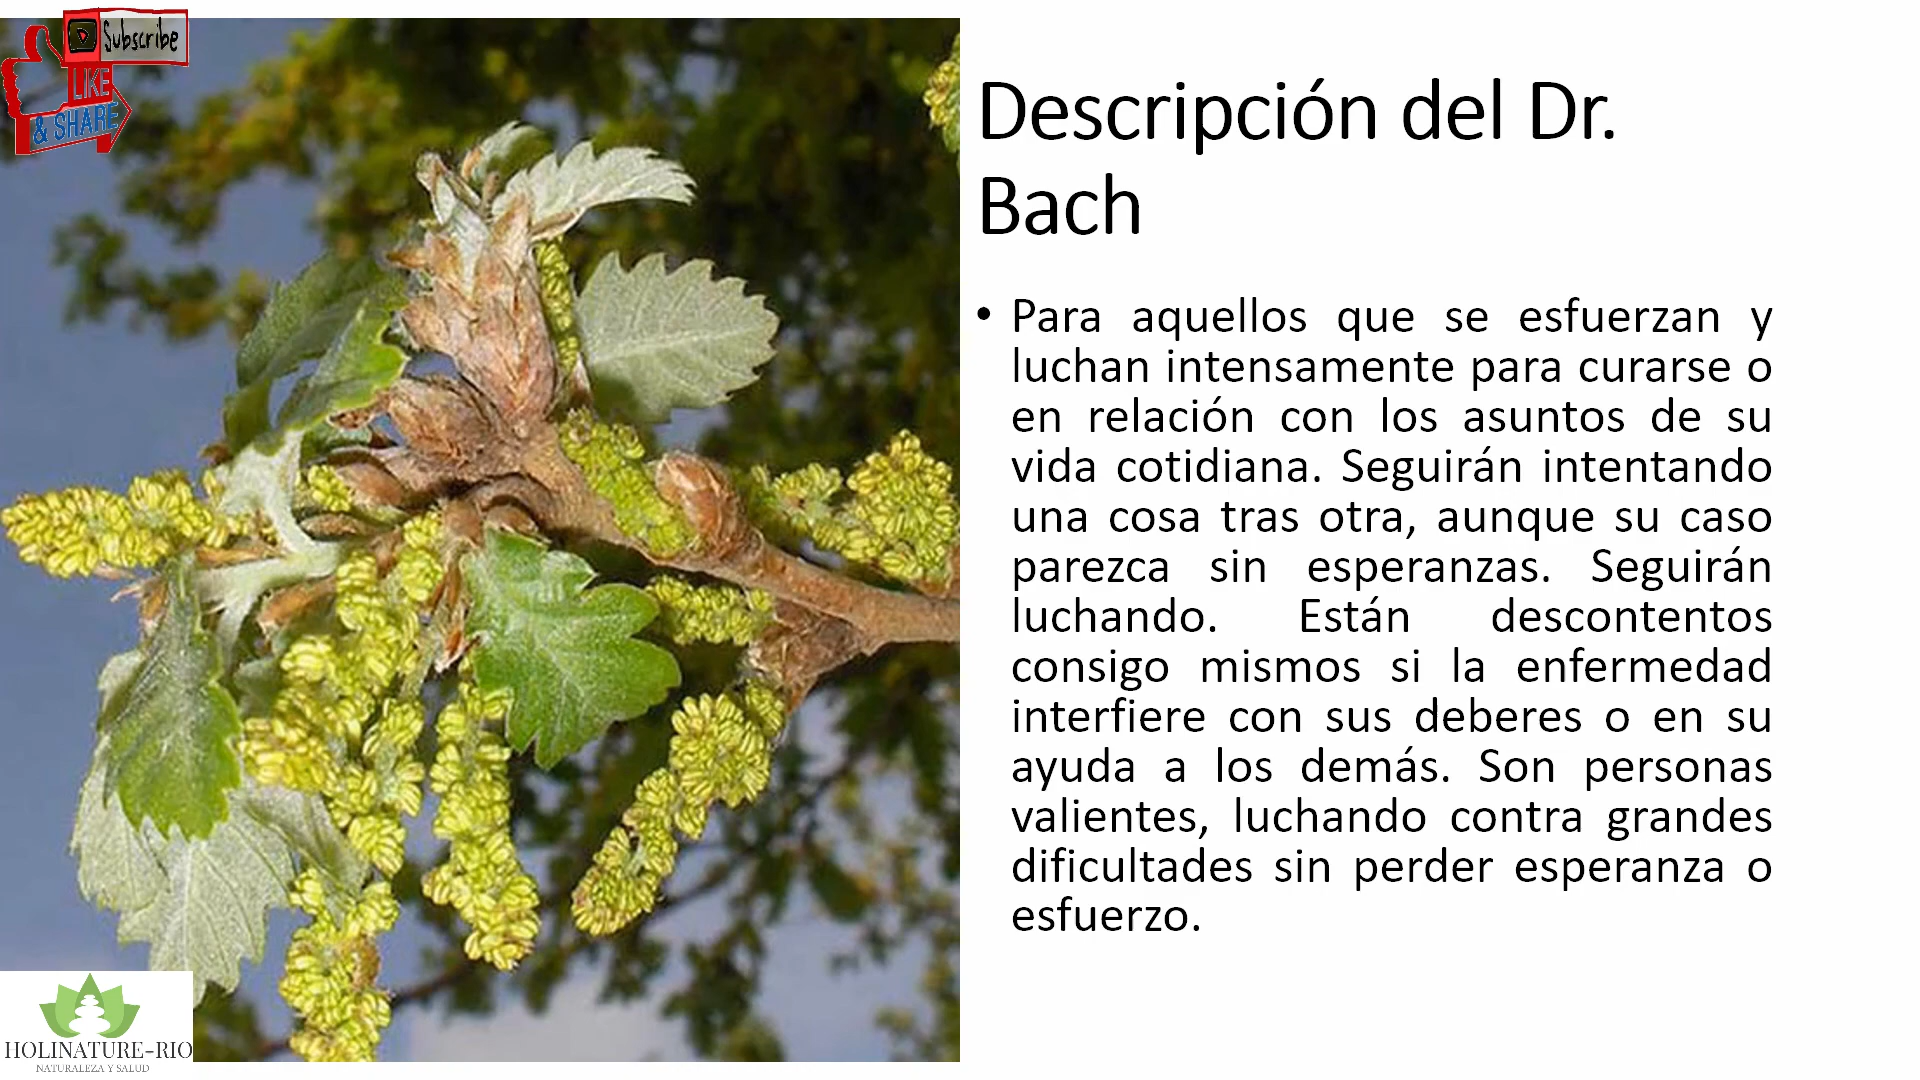 Subscribe
LIKE
& SHARE
Descripción del Dr.
Bach
• Para aquellos que se esfuerzan y
luchan intensamente para curarse o
en relación con los asuntos de su
vida cotidiana. Seguirán intentando
una cosa tras otra, aunque su caso
parezca sin esperanzas. Seguirán
luchando. Están descontentos
consigo mismos si la enfermedad
interfiere con sus deberes o en su
ayuda a los demás. Son personas
valientes, luchando contra grandes
dificultades sin perder esperanza o
esfuerzo.
HOLINATURE-RIO
NATURALEZA Y SALUD